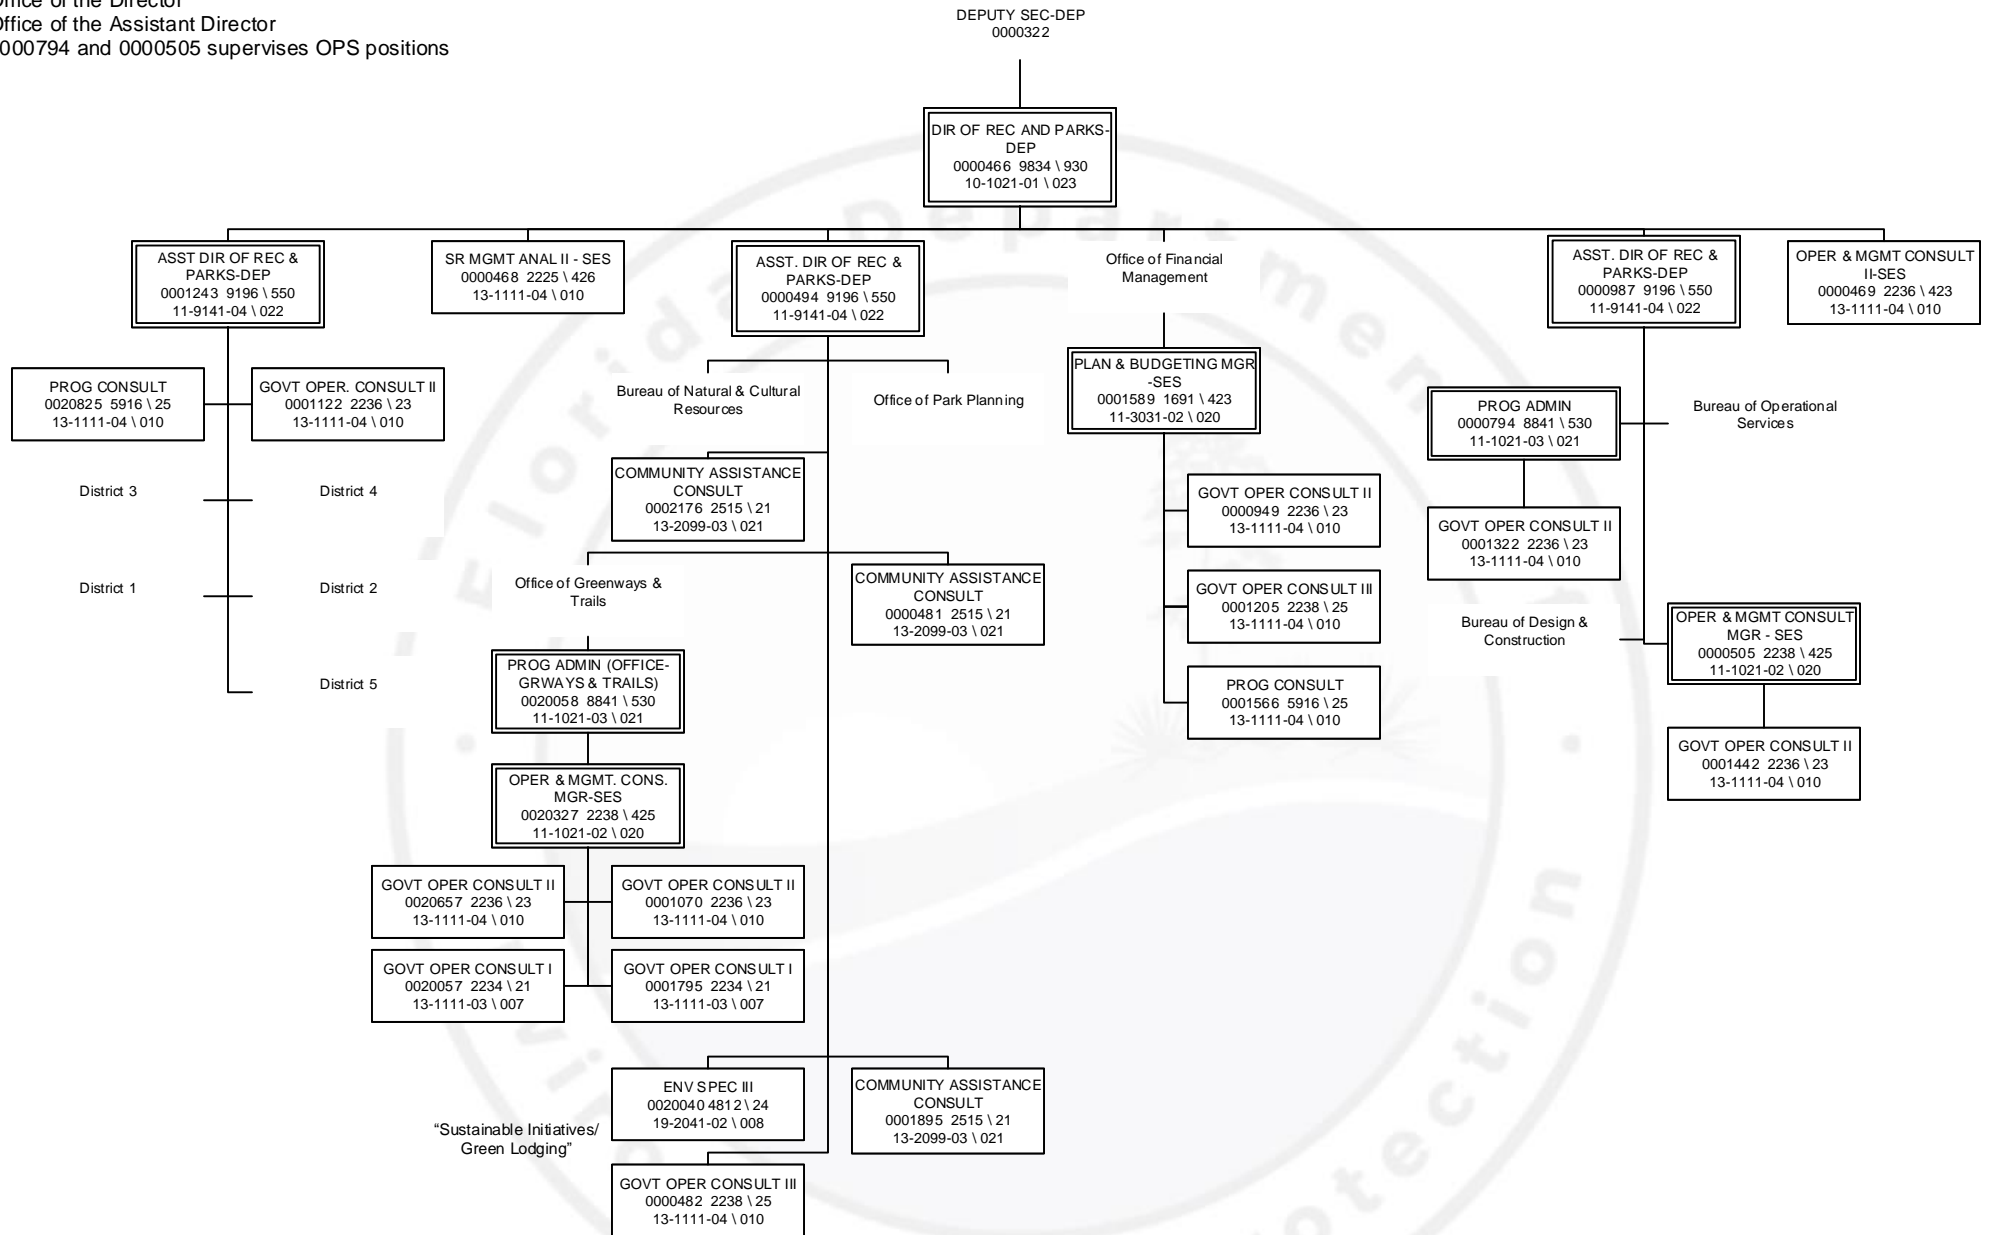 Office of the Director
Office of the Assistant Director
0000794 and 0000505 supervises OPS positions
DEPUTY SEC-DEP
0000322
DIR OF REC AND PARKS-
DEP
0000466 9834 \ 930
10-1021-01 \ 023
ASST DIR OF REC &
PARKS-DEP
0001243 9196 \ 550
11-9141-04 \ 022
SR MGMT ANAL II - SES
0000468 2225 \ 426
13-1111-04 \ 010
ASST. DIR OF REC &
PARKS-DEP
0000494 9196 \ 550
11-9141-04 \ 022
Office of Financial
Management
ASST. DIR OF REC &
PARKS-DEP
0000987 9196 \ 550
11-9141-04 \ 022
OPER & MGMT CONSULT
II-SES
0000469 2236 \ 423
13-1111-04 \ 010
PROG CONSULT
0020825 5916 \ 25
13-1111-04 \ 010
GOVT OPER. CONSULT II
0001122 2236 \ 23
13-1111-04 \ 010
Bureau of Natural & Cultural
Resources
Office of Park Planning
PLAN & BUDGETING MGR
-SES
0001589 1691 \ 423
11-3031-02 \ 020
PROG ADMIN
0000794 8841 \ 530
11-1021-03 \ 021
Bureau of Operational
Services
District 3
District 4
COMMUNITY ASSISTANCE
CONSULT
0002176 2515 \ 21
13-2099-03 \ 021
GOVT OPER CONSULT II
0000949 2236 \ 23
13-1111-04 \ 010
GOVT OPER CONSULT II
0001322 2236 \ 23
13-1111-04 \ 010
District 1
District 2
Office of Greenways &
Trails
COMMUNITY ASSISTANCE
CONSULT
0000481 2515 \ 21
13-2099-03 \ 021
GOVT OPER CONSULT III
0001205 2238 \ 25
13-1111-04 \ 010
Bureau of Design &
Construction
OPER & MGMT CONSULT
MGR - SES
0000505 2238 \ 425
11-1021-02 \ 020
District 5
PROG ADMIN (OFFICE-
GRWAYS & TRAILS)
0020058 8841 \ 530
11-1021-03 \ 021
PROG CONSULT
0001566 5916 \ 25
13-1111-04 \ 010
GOVT OPER CONSULT II
0001442 2236 \ 23
13-1111-04 \ 010
OPER & MGMT. CONS.
MGR-SES
0020327 2238 \ 425
11-1021-02 \ 020
GOVT OPER CONSULT II
0020657 2236 \ 23
13-1111-04 \ 010
GOVT OPER CONSULT II
0001070 2236 \ 23
13-1111-04 \ 010
GOVT OPER CONSULT I
0020057 2234 \ 21
13-1111-03 \ 007
GOVT OPER CONSULT I
0001795 2234 \ 21
13-1111-03 \ 007
ENV SPEC III
0020040 4812 \ 24
19-2041-02 \ 008
COMMUNITY ASSISTANCE
CONSULT
0001895 2515 \ 21
13-2099-03 \ 021
“Sustainable Initiatives/
Green Lodging”
GOVT OPER CONSULT III
0000482 2238 \ 25
13-1111-04 \ 010